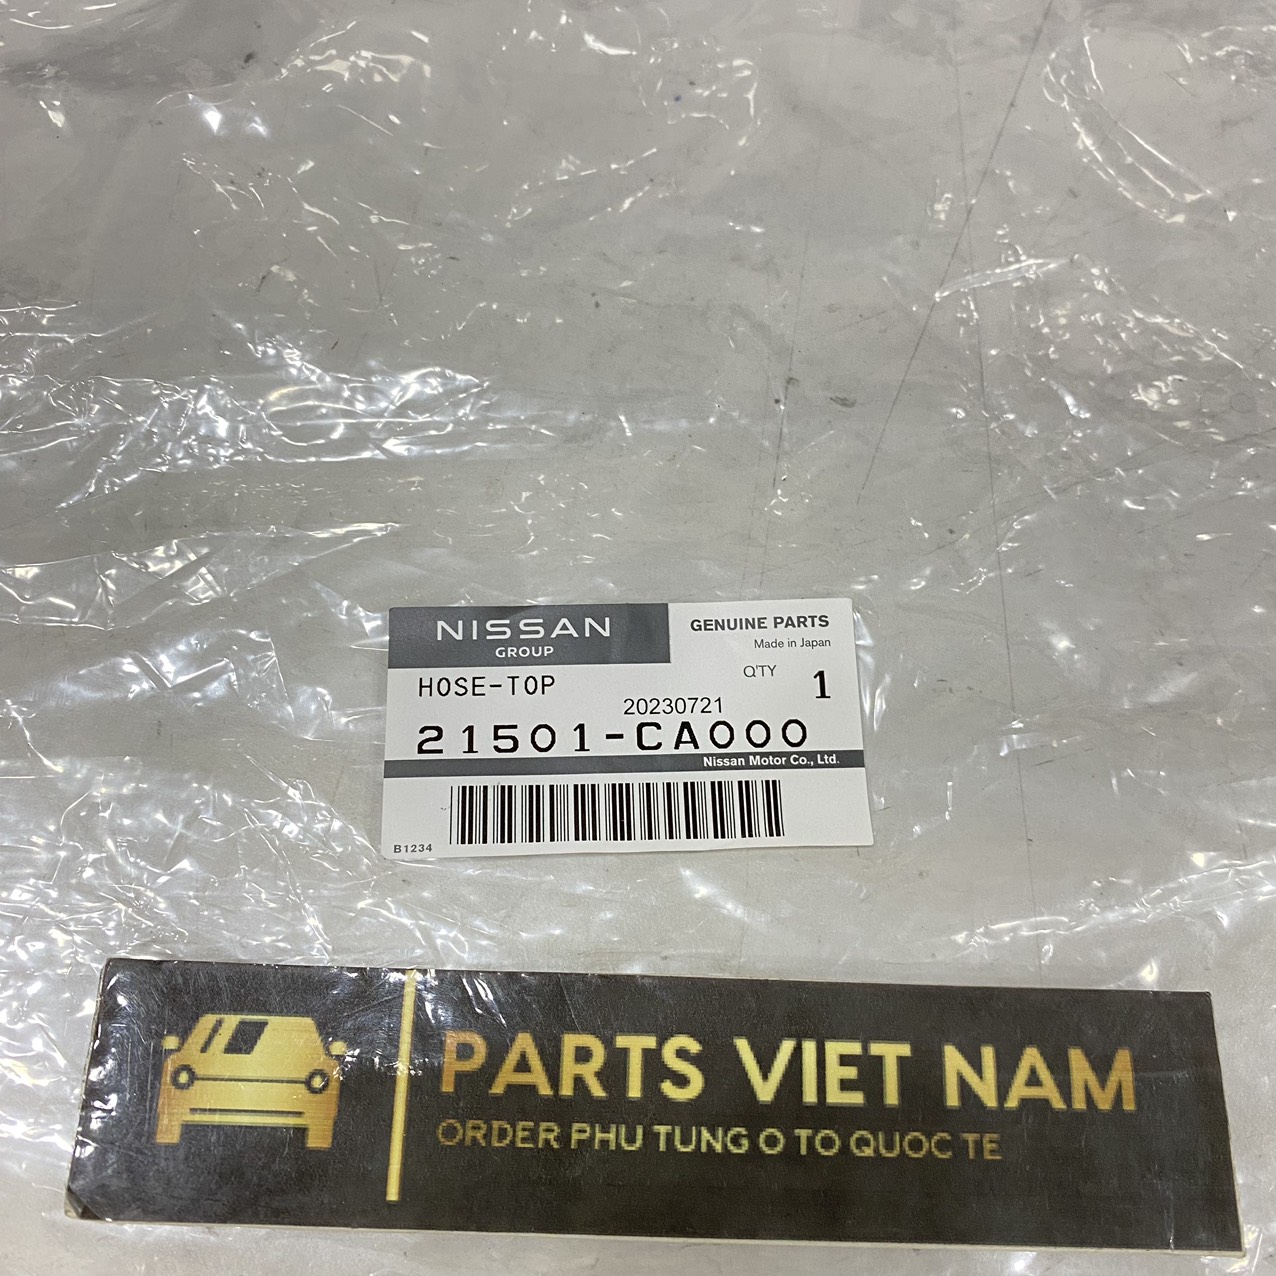 NISSAN
GROUP
GENUINE PARTS
Made in Japan
HOSE-TOP
Q'TY 1
20230721
21501-CA000
Nissan Motor Co., Ltd.
B1234
PARTS VIET NAM
ORDER PHU TUNG O TO QUOC TE